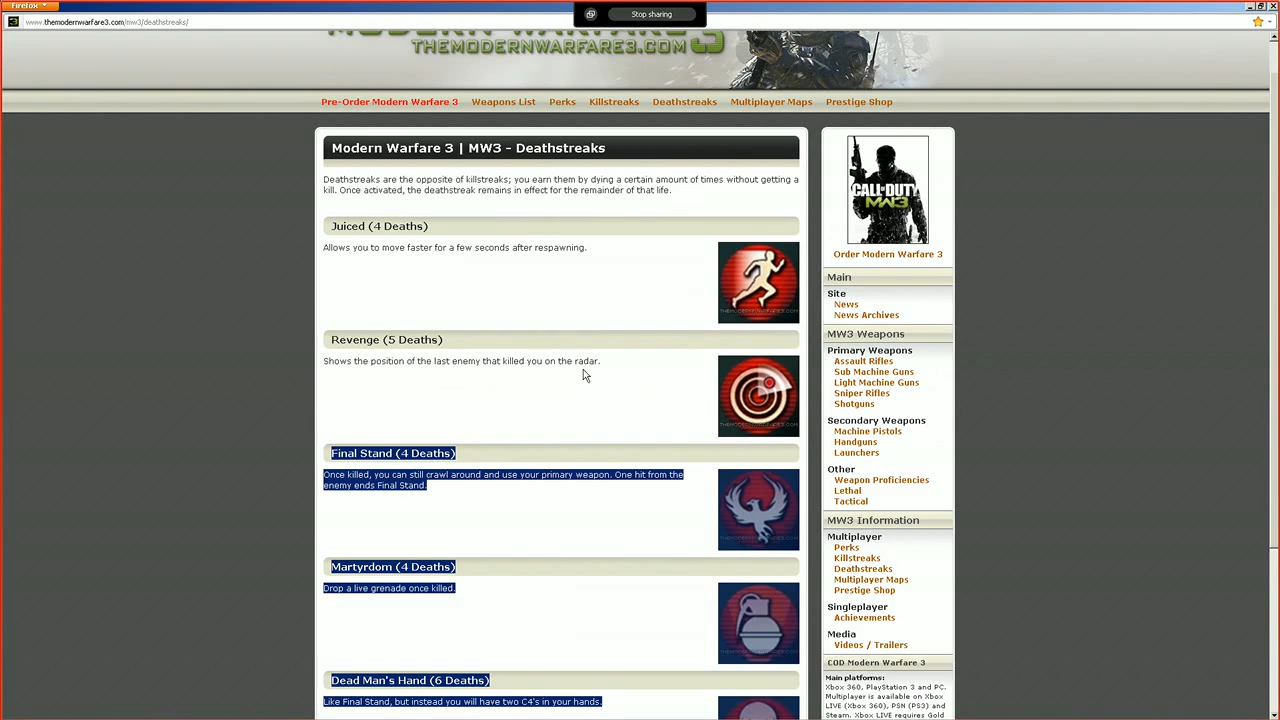 Firefox
Stop sharing
www.themodernwarfare3.com/mw3/deathstreaks/
THEMODERNWARFARE3.COM
Pre-Order Modern Warfare 3 Weapons List Perks Killstreaks Deathstreaks Multiplayer Maps Prestige Shop
Modern Warfare 3 | MW3 - Deathstreaks
Deathstreaks are the opposite of killstreaks; you earn them by dying a certain amount of times without getting a
kill. Once activated, the deathstreak remains in effect for the remainder of that life.
Juiced (4 Deaths)
Allows you to move faster for a few seconds after respawning.
Revenge (5 Deaths)
Shows the position of the last enemy that killed you on the radar.
Final Stand (4 Deaths)
Once killed, you can still crawl around and use your primary weapon. One hit from the
enemy ends Final Stand.
Martyrdom (4 Deaths)
Drop a live grenade once killed.
Dead Man's Hand (6 Deaths)
Like Final Stand, but instead you will have two C4's in your hands.
CALL OF DUTY
MW3
Order Modern Warfare 3
Main
Site
News
News Archives
MW3 Weapons
Primary Weapons
Assault Rifles
Sub Machine Guns
Light Machine Guns
Sniper Rifles
Shotguns
Secondary Weapons
Machine Pistols
Handguns
Launchers
Other
Weapon Proficiencies
Lethal
Tactical
MW3 Information
Multiplayer
Perks
Killstreaks
Deathstreaks
Multiplayer Maps
Prestige Shop
Singleplayer
Achievements
Media
Videos / Trailers
COD Modern Warfare 3
Main platforms:
Xbox 360, PlayStation 3 and PC.
Multiplayer is available on Xbox
LIVE (Xbox 360), PSN (PS3) and
Steam. Xbox LIVE requires Gold